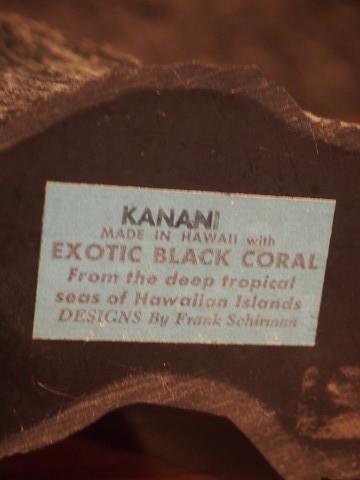 KANANI
MADE IN HAWAII with
EXOTIC BLACK CORAL
From the deep tropical
seas of Hawaiian Islands
DESIGNS By Frank Schirman